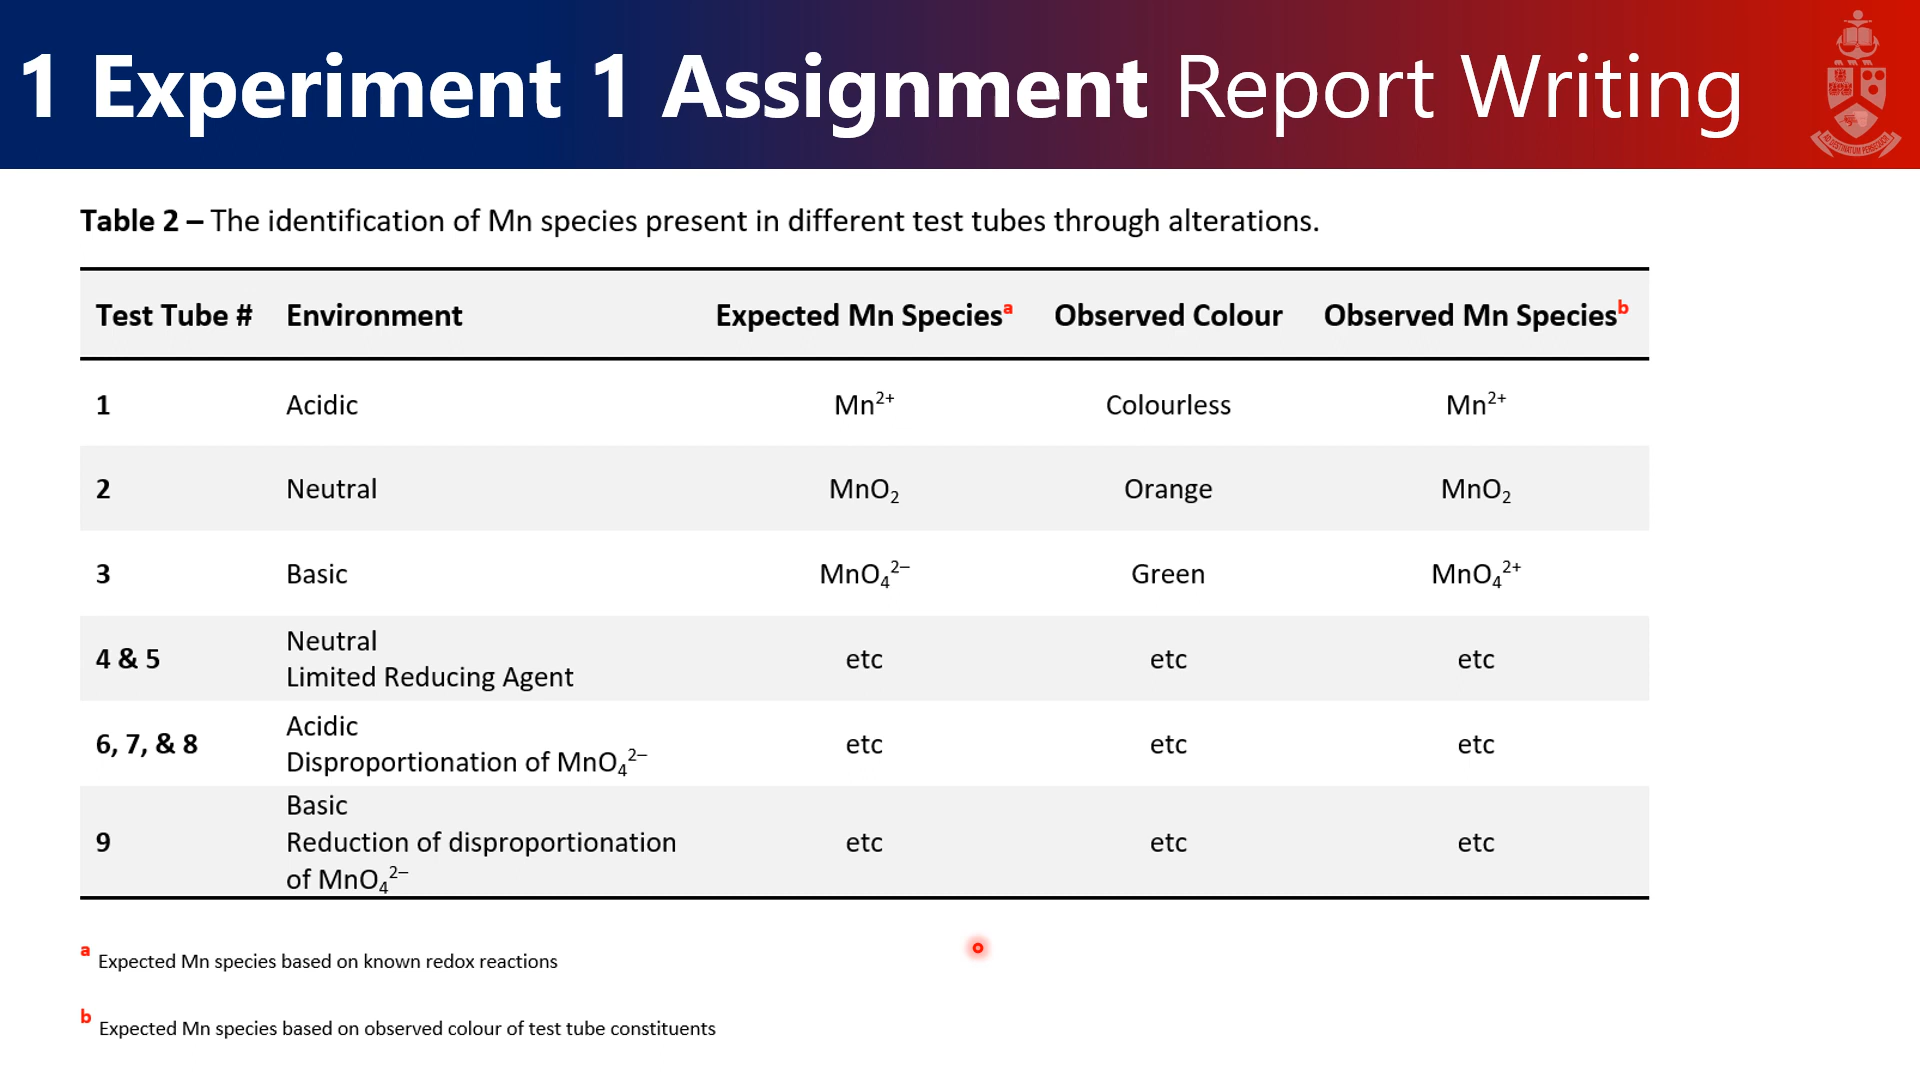 1 Experiment 1 Assignment Report Writing
AD DESTINATUM PERSEQUOR
Table 2 – The identification of Mn species present in different test tubes through alterations.
Test Tube # Environment Expected Mn Speciesᵃ Observed Colour Observed Mn Speciesᵇ
1 Acidic Mn²⁺ Colourless Mn²⁺
2 Neutral MnO₂ Orange MnO₂
3 Basic MnO₄²⁻ Green MnO₄²⁺
4 & 5 Neutral
Limited Reducing Agent etc etc etc
6, 7, & 8 Acidic
Disproportionation of MnO₄²⁻ etc etc etc
9 Basic
Reduction of disproportionation etc etc etc
of MnO₄²⁻
ᵃ Expected Mn species based on known redox reactions
ᵇ Expected Mn species based on observed colour of test tube constituents